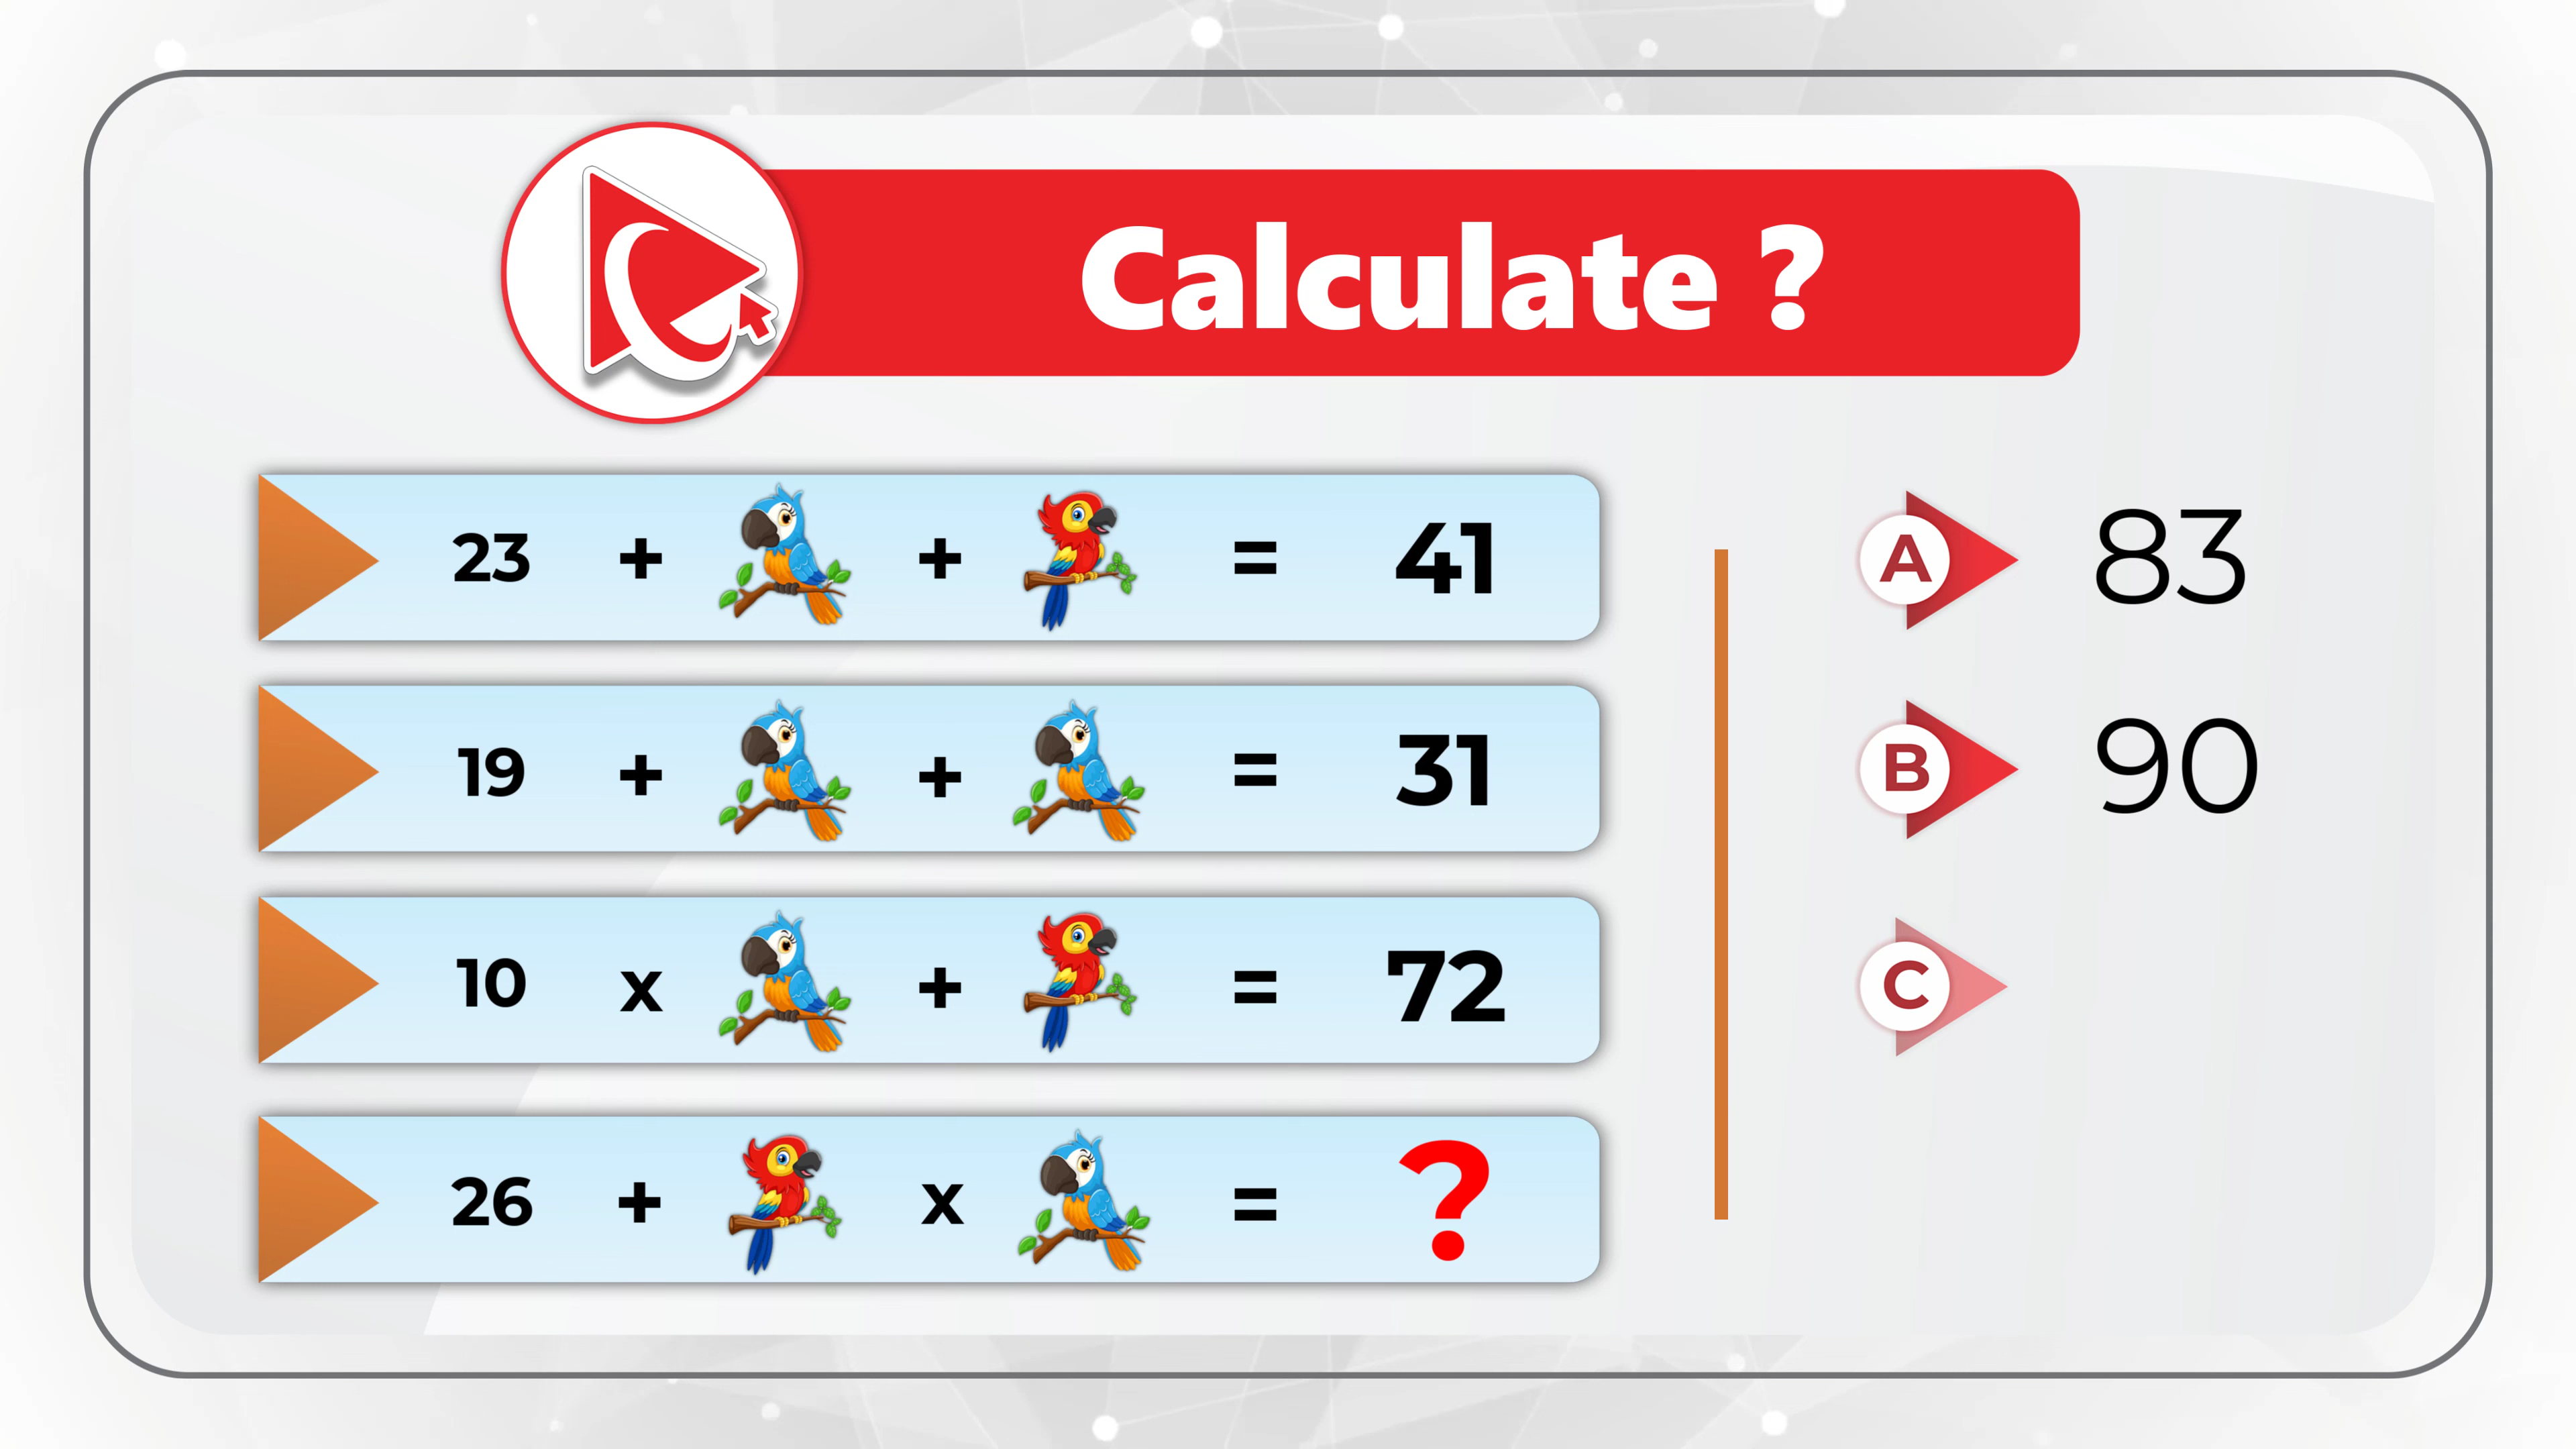 Calculate ?
23 + + = 41
19 + + = 31
10 x + = 72
26 + x = ?
A 83
B 90
C